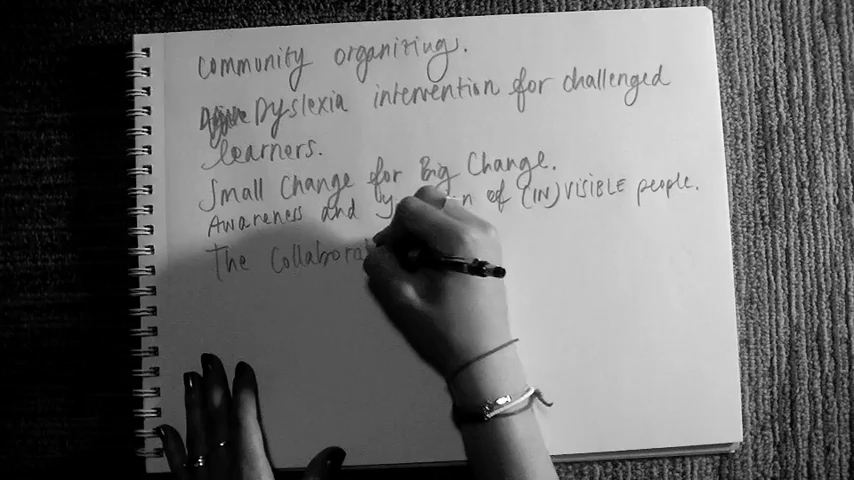 Community organizing.
Dyslexia intervention for challenged
learners.
Small Change for Big Change.
Awareness and of (IN)VISIBLE people.
The